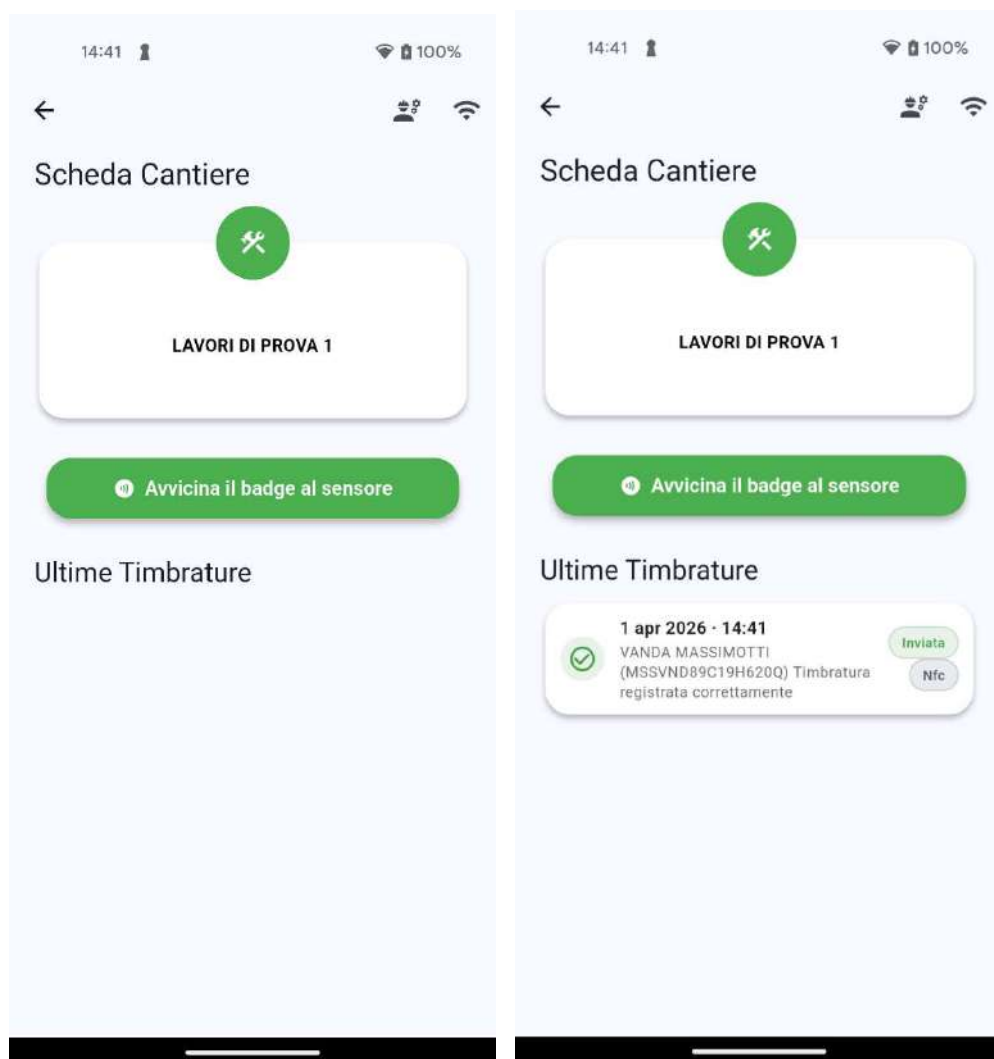 14:41
100%
Scheda Cantiere
LAVORI DI PROVA 1
Avvicina il badge al sensore
Ultime Timbrature
14:41
100%
Scheda Cantiere
LAVORI DI PROVA 1
Avvicina il badge al sensore
Ultime Timbrature
1 apr 2026 · 14:41
VANDA MASSIMOTTI
(MSSVND89C19H620Q) Timbratura
registrata correttamente
Inviata
Nfc